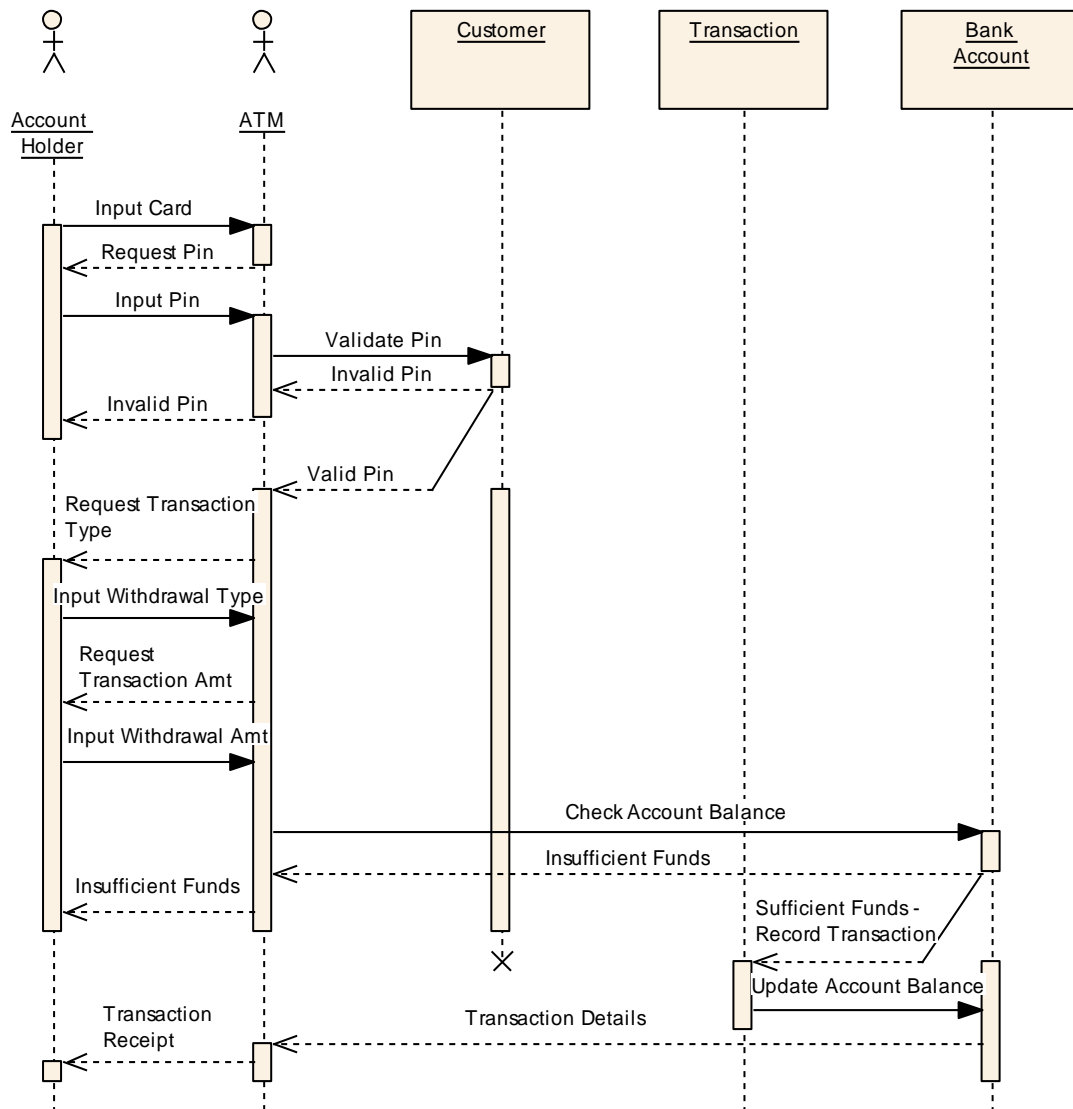 Customer
Transaction
Bank
Account
Account
Holder
ATM
Input Card
Request Pin
Input Pin
Validate Pin
Invalid Pin
Invalid Pin
Valid Pin
Request Transaction
Type
Input Withdrawal Type
Request
Transaction Amt
Input Withdrawal Amt
Check Account Balance
Insufficient Funds
Insufficient Funds
Sufficient Funds -
Record Transaction
Update Account Balance
Transaction
Receipt
Transaction Details